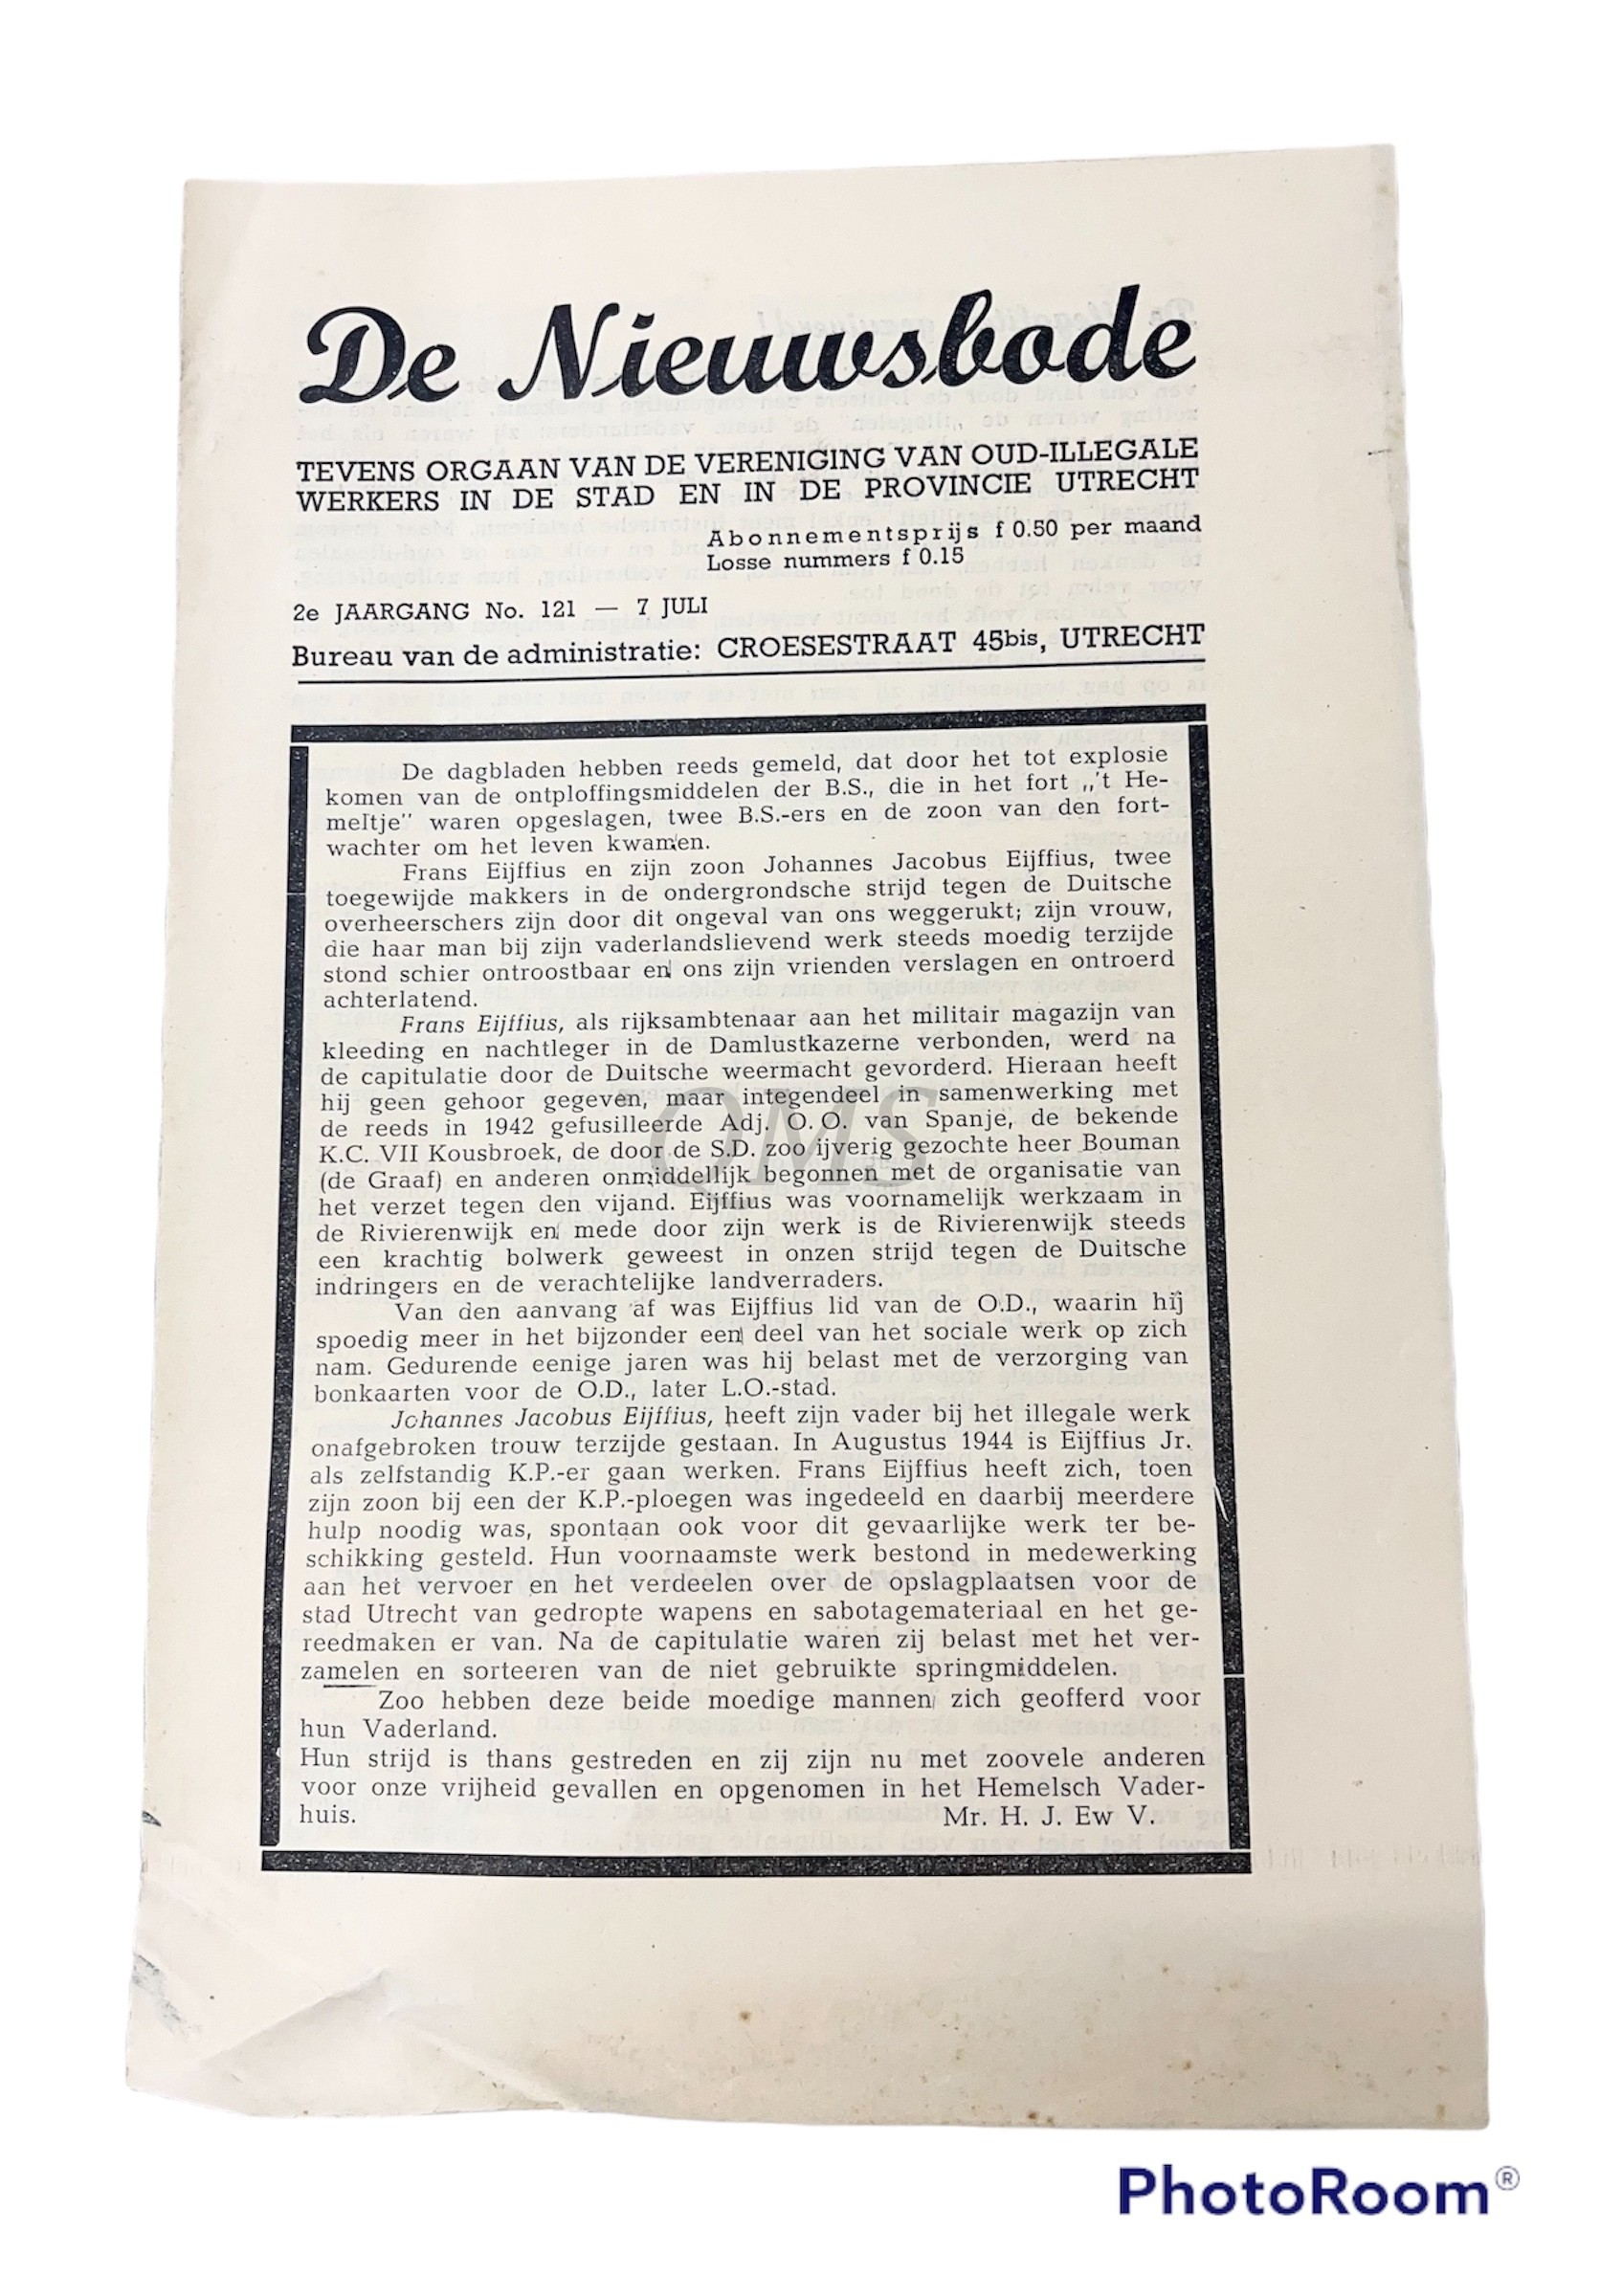 De Nieuwsbode
TEVENS ORGAAN VAN DE VERENIGING VAN OUD-ILLEGALE
WERKERS IN DE STAD EN IN DE PROVINCIE UTRECHT
Abonnementsprijs f 0.50 per maand
Losse nummers f 0.15
2e JAARGANG No. 121 — 7 JULI
Bureau van de administratie: CROESESTRAAT 45bis, UTRECHT
De dagbladen hebben reeds gemeld, dat door het tot explosie
komen van de ontploffingsmiddelen der B.S., die in het fort „'t He-
meltje" waren opgeslagen, twee B.S.-ers en de zoon van den fort-
wachter om het leven kwamen.
Frans Eijffius en zijn zoon Johannes Jacobus Eijffius, twee
toegewijde makkers in de ondergrondsche strijd tegen de Duitsche
overheerschers zijn door dit ongeval van ons weggerukt; zijn vrouw,
die haar man bij zijn vaderlandslievend werk steeds moedig terzijde
stond schier ontroostbaar en ons zijn vrienden verslagen en ontroerd
achterlatend.
Frans Eijffius, als rijksambtenaar aan het militair magazijn van
kleeding en nachtleger in de Damlustkazerne verbonden, werd na
de capitulatie door de Duitsche weermacht gevorderd. Hieraan heeft
hij geen gehoor gegeven, maar integendeel in samenwerking met
de reeds in 1942 gefusilleerde Adj. O. O. van Spanje, de bekende
K.C. VII Kousbroek, de door de S.D. zoo ijverig gezochte heer Bouman
(de Graaf) en anderen onmiddellijk begonnen met de organisatie van
het verzet tegen den vijand. Eijffius was voornamelijk werkzaam in
de Rivierenwijk en mede door zijn werk is de Rivierenwijk steeds
een krachtig bolwerk geweest in onzen strijd tegen de Duitsche
indringers en de verachtelijke landverraders.
Van den aanvang af was Eijffius lid van de O.D., waarin hij
spoedig meer in het bijzonder een deel van het sociale werk op zich
nam. Gedurende eenige jaren was hij belast met de verzorging van
bonkaarten voor de O.D., later L.O.-stad.
Johannes Jacobus Eijffius, heeft zijn vader bij het illegale werk
onafgebroken trouw terzijde gestaan. In Augustus 1944 is Eijffius Jr.
als zelfstandig K.P.-er gaan werken. Frans Eijffius heeft zich, toen
zijn zoon bij een der K.P.-ploegen was ingedeeld en daarbij meerdere
hulp noodig was, spontaan ook voor dit gevaarlijke werk ter be-
schikking gesteld. Hun voornaamste werk bestond in medewerking
aan het vervoer en het verdeelen over de opslagplaatsen voor de
stad Utrecht van gedropte wapens en sabotagemateriaal en het ge-
reedmaken er van. Na de capitulatie waren zij belast met het ver-
zamelen en sorteeren van de niet gebruikte springmiddelen.
Zoo hebben deze beide moedige mannen zich geofferd voor
hun Vaderland.
Hun strijd is thans gestreden en zij zijn nu met zoovele anderen
voor onze vrijheid gevallen en opgenomen in het Hemelsch Vader-
huis. Mr. H. J. Ew V.
QMS
PhotoRoom®